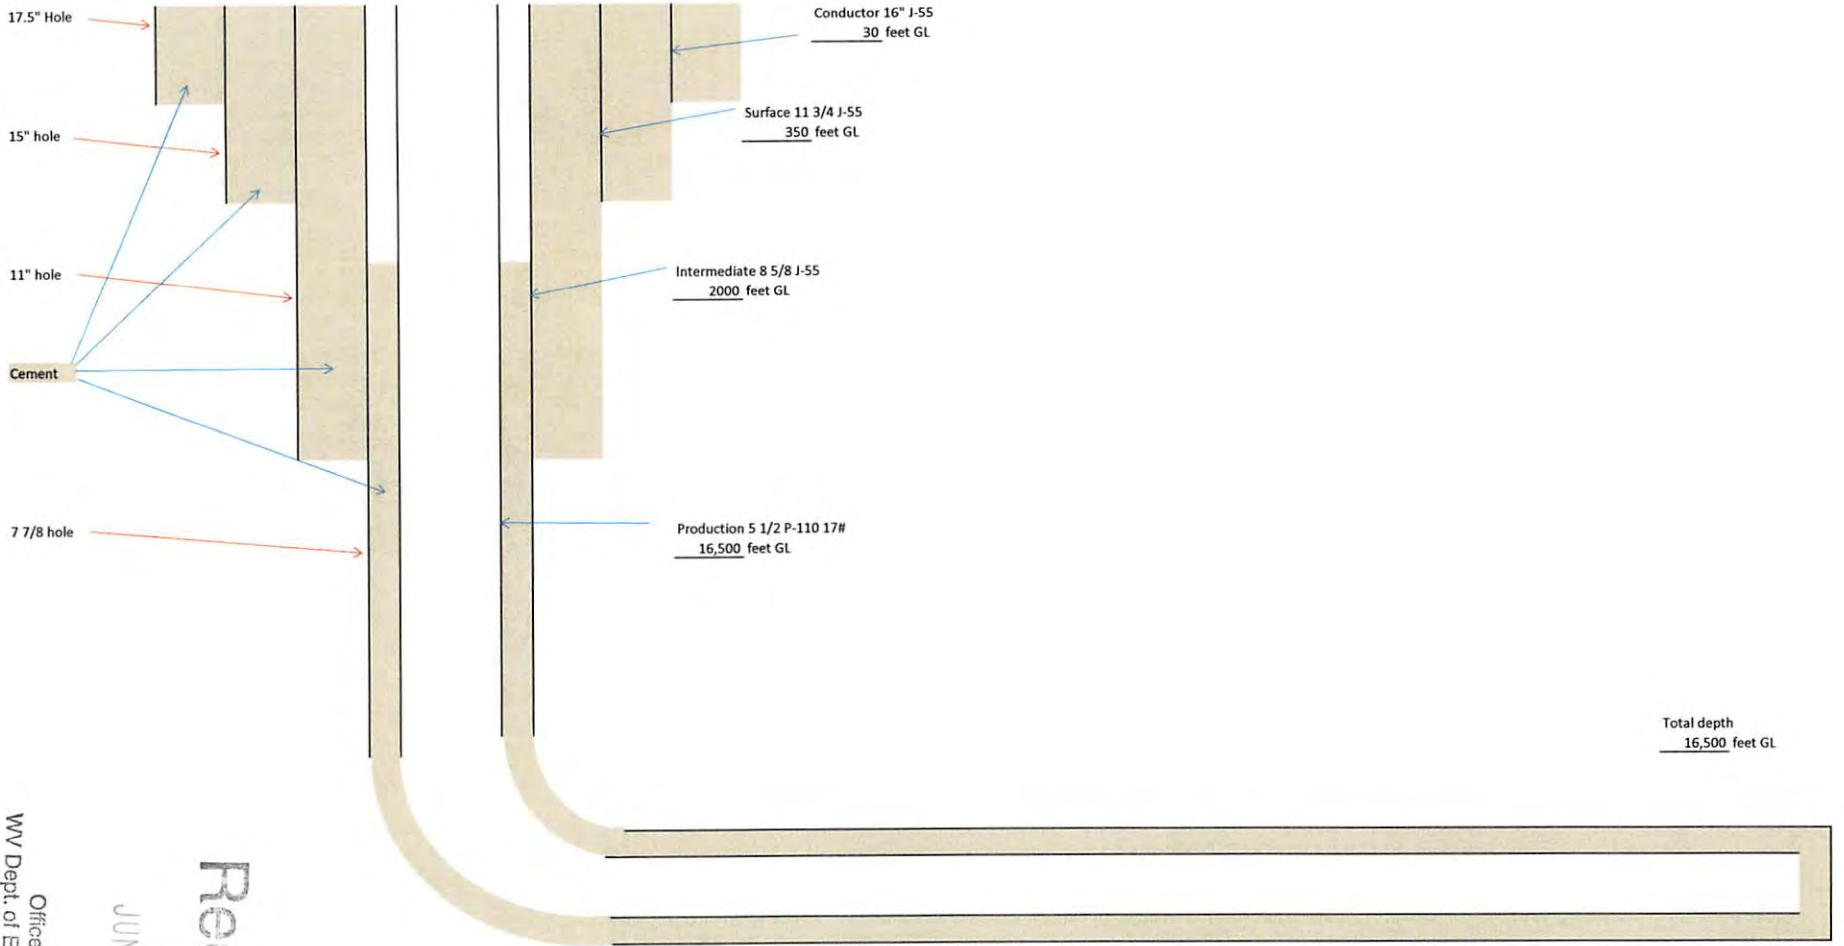 17.5" Hole
Conductor 16" J-55
30 feet GL
Surface 11 3/4 J-55
350 feet GL
15" hole
11" hole
Intermediate 8 5/8 J-55
2000 feet GL
Cement
7 7/8 hole
Production 5 1/2 P-110 17#
16,500 feet GL
Total depth
16,500 feet GL
Office
WV Dept. of
JUN